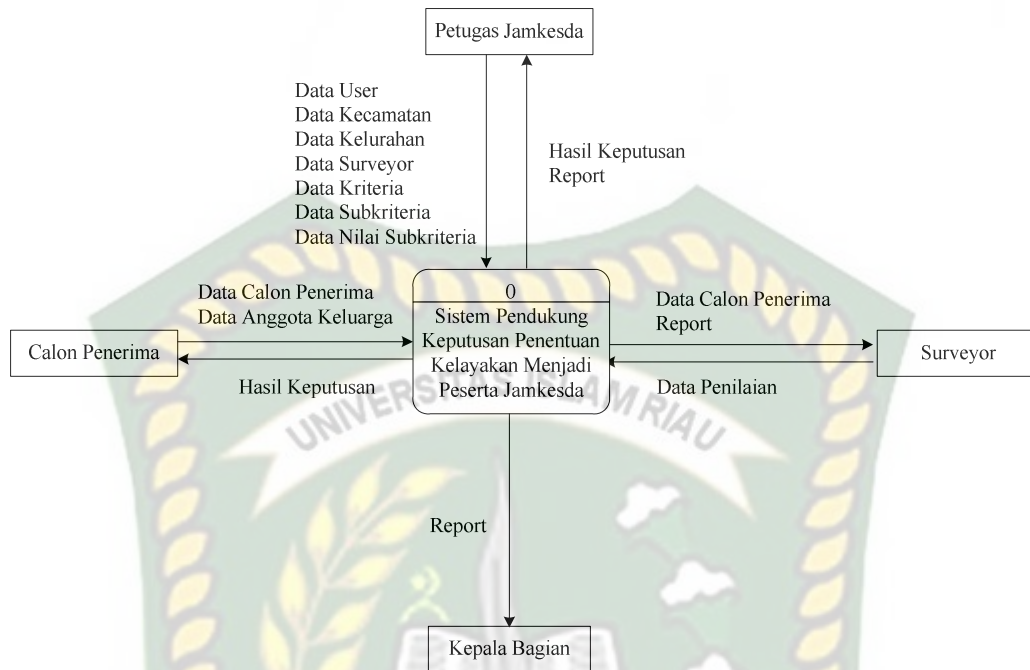 Petugas Jamkesda
Data User
Data Kecamatan
Data Kelurahan
Data Surveyor
Data Kriteria
Data Subkriteria
Data Nilai Subkriteria
Hasil Keputusan
Report
0
Sistem Pendukung
Keputusan Penentuan
Kelayakan Menjadi
Peserta Jamkesda
Data Calon Penerima
Data Anggota Keluarga
Calon Penerima
Hasil Keputusan
Data Calon Penerima
Report
Surveyor
Data Penilaian
UNIVERSITAS ISLAM RIAU
Report
Kepala Bagian